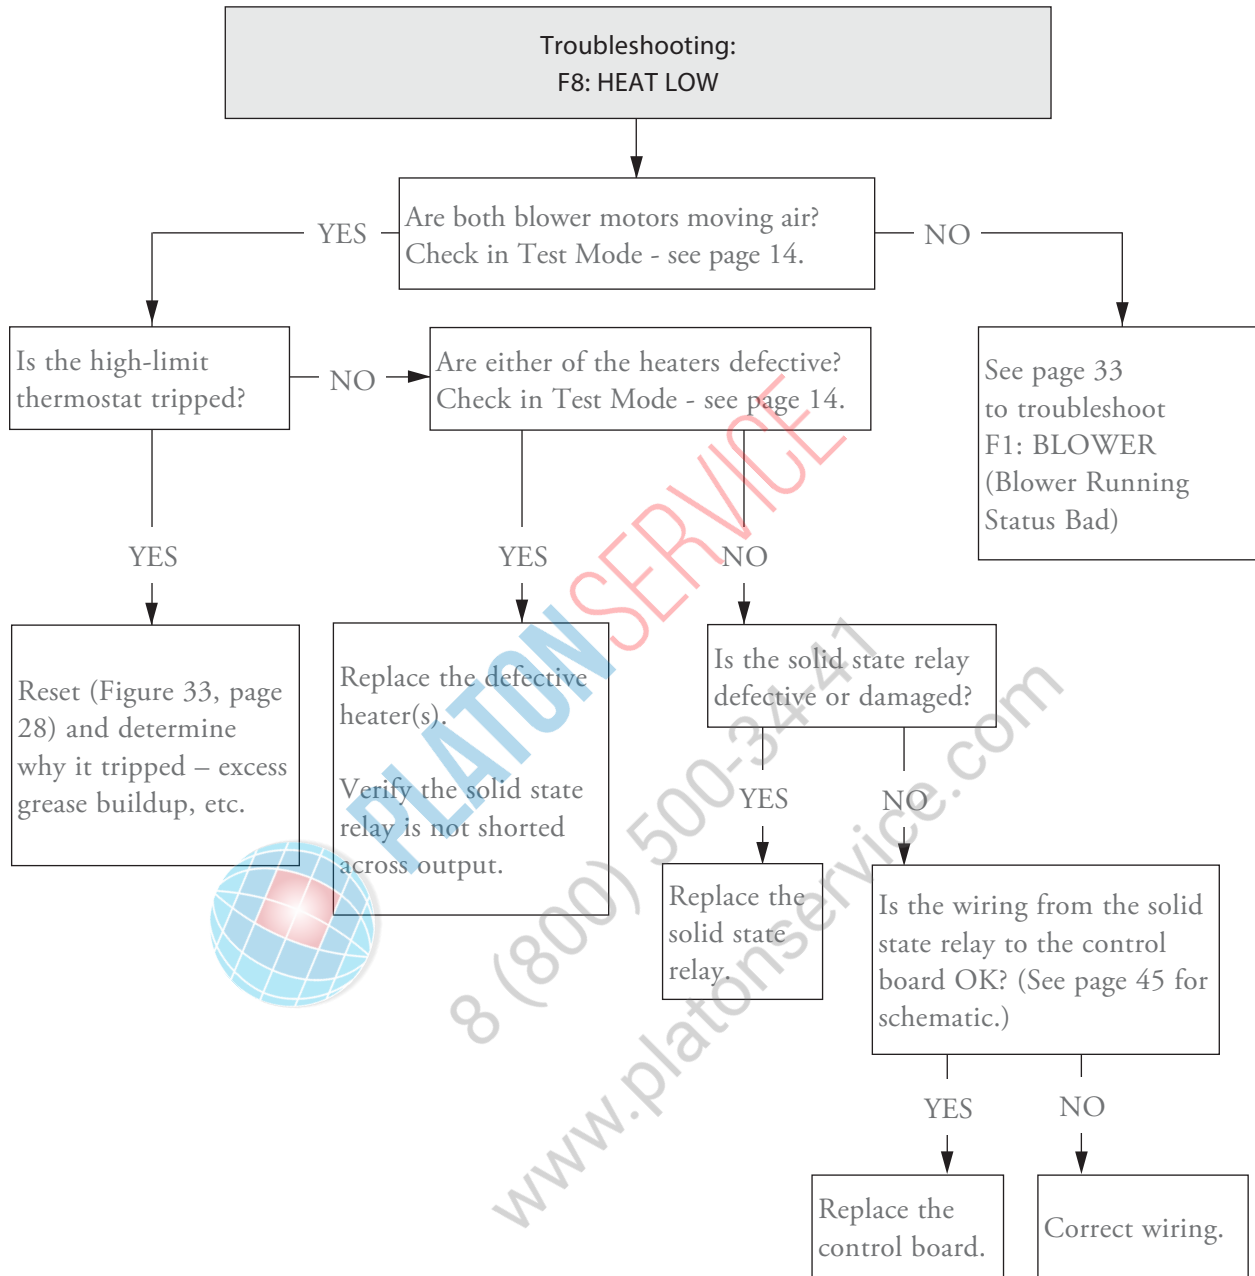 Troubleshooting:
F8: HEAT LOW
Are both blower motors moving air?
Check in Test Mode - see page 14.
YES
NO
Is the high-limit
thermostat tripped?
NO
Are either of the heaters defective?
Check in Test Mode - see page 14.
See page 33
to troubleshoot
F1: BLOWER
(Blower Running
Status Bad)
YES
YES
NO
Reset (Figure 33, page
28) and determine
why it tripped – excess
grease buildup, etc.
Replace the defective
heater(s).
Verify the solid state
relay is not shorted
across output.
Is the solid state relay
defective or damaged?
YES
NO
Replace the
solid state
relay.
Is the wiring from the solid
state relay to the control
board OK? (See page 45 for
schematic.)
YES
NO
Replace the
control board.
Correct wiring.
PLATONSERVICE
8 (800) 500-34-41
www.platonservice.com